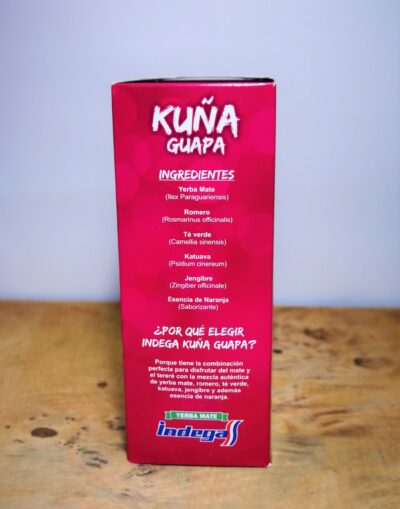 KUÑA
GUAPA
INGREDIENTES
Yerba Mate
(Ilex Paraguariensis)
Romero
(Rosmarinus officinalis)
Té verde
(Camellia sinensis)
Katuava
(Psidium cinereum)
Jengibre
(Zingiber officinale)
Esencia de Naranja
(Saborizante)
¿POR QUÉ ELEGIR
INDEGA KUÑA GUAPA?
Porque tiene la combinación
perfecta para disfrutar del mate y
el tereré con la mezcla auténtica
de yerba mate, romero, té verde,
katuava, jengibre y además
esencia de naranja.
YERBA MATE
indega